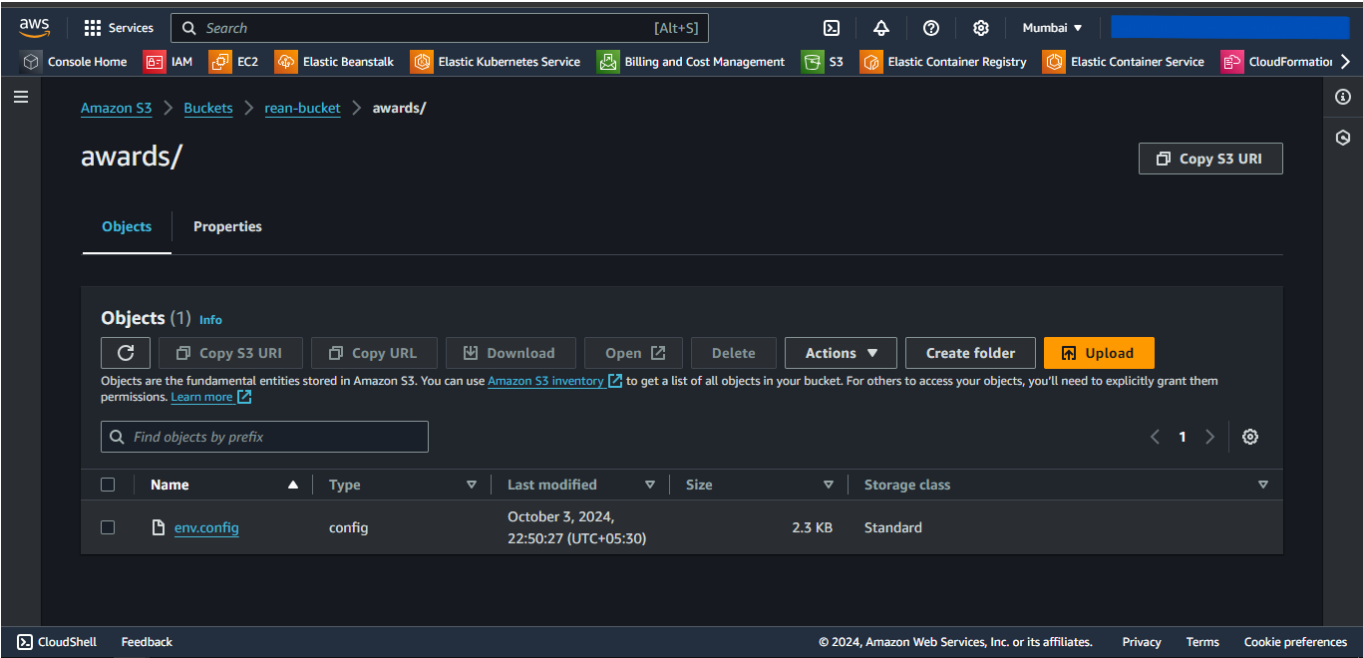 aws Services Search [Alt+S] Mumbai ▼
Console Home IAM EC2 Elastic Beanstalk Elastic Kubernetes Service Billing and Cost Management S3 Elastic Container Registry Elastic Container Service CloudFormation
Amazon S3 > Buckets > rean-bucket > awards/
awards/
Copy S3 URI
Objects Properties
Objects (1) Info
Copy S3 URI Copy URL Download Open Delete Actions ▼ Create folder Upload
Objects are the fundamental entities stored in Amazon S3. You can use Amazon S3 inventory to get a list of all objects in your bucket. For others to access your objects, you'll need to explicitly grant them
permissions. Learn more
Find objects by prefix
< 1 >
Name Type Last modified Size Storage class
env.config config October 3, 2024, 2.3 KB Standard
22:50:27 (UTC+05:30)
CloudShell Feedback © 2024, Amazon Web Services, Inc. or its affiliates. Privacy Terms Cookie preferences